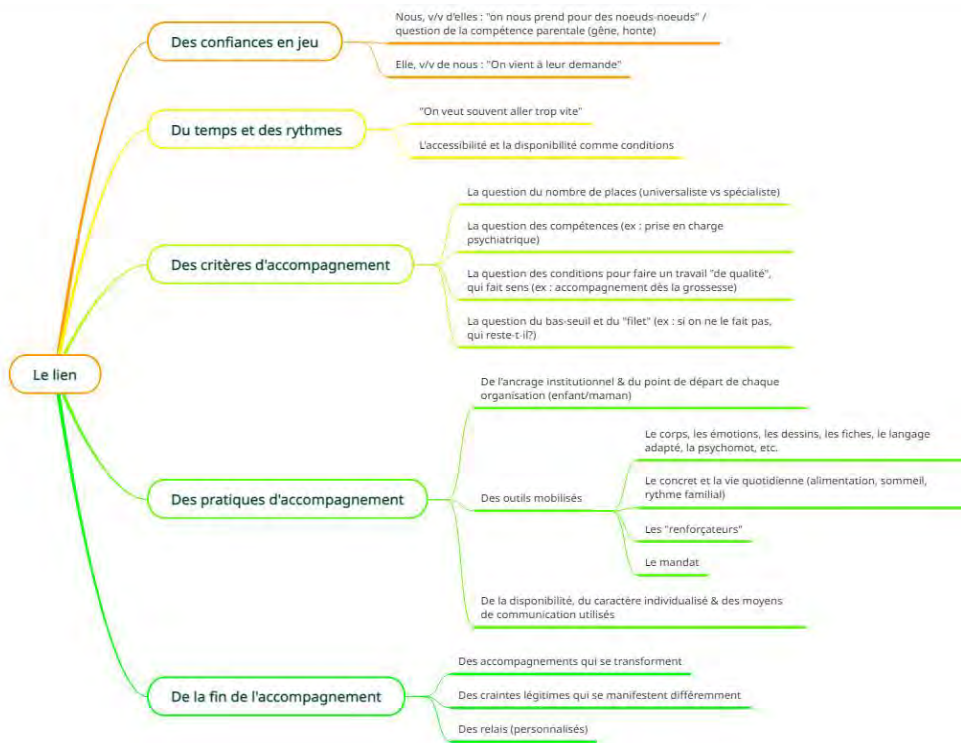 Le lien
Des confiances en jeu
Nous, v/v d'elles : "on nous prend pour des noeuds-noeuds" /
question de la compétence parentale (gêne, honte)
Elle, v/v de nous : "On vient à leur demande"
Du temps et des rythmes
"On veut souvent aller trop vite"
L'accessibilité et la disponibilité comme conditions
Des critères d'accompagnement
La question du nombre de places (universaliste vs spécialiste)
La question des compétences (ex : prise en charge
psychiatrique)
La question des conditions pour faire un travail "de qualité",
qui fait sens (ex : accompagnement dès la grossesse)
La question du bas-seuil et du "filet" (ex : si on ne le fait pas,
qui reste-t-il?)
Des pratiques d'accompagnement
De l'ancrage institutionnel & du point de départ de chaque
organisation (enfant/maman)
Des outils mobilisés
Le corps, les émotions, les dessins, les fiches, le langage
adapté, la psychomot, etc.
Le concret et la vie quotidienne (alimentation, sommeil,
rythme familial)
Les "renforçateurs"
Le mandat
De la disponibilité, du caractère individualisé & des moyens
de communication utilisés
De la fin de l'accompagnement
Des accompagnements qui se transforment
Des craintes légitimes qui se manifestent différemment
Des relais (personnalisés)